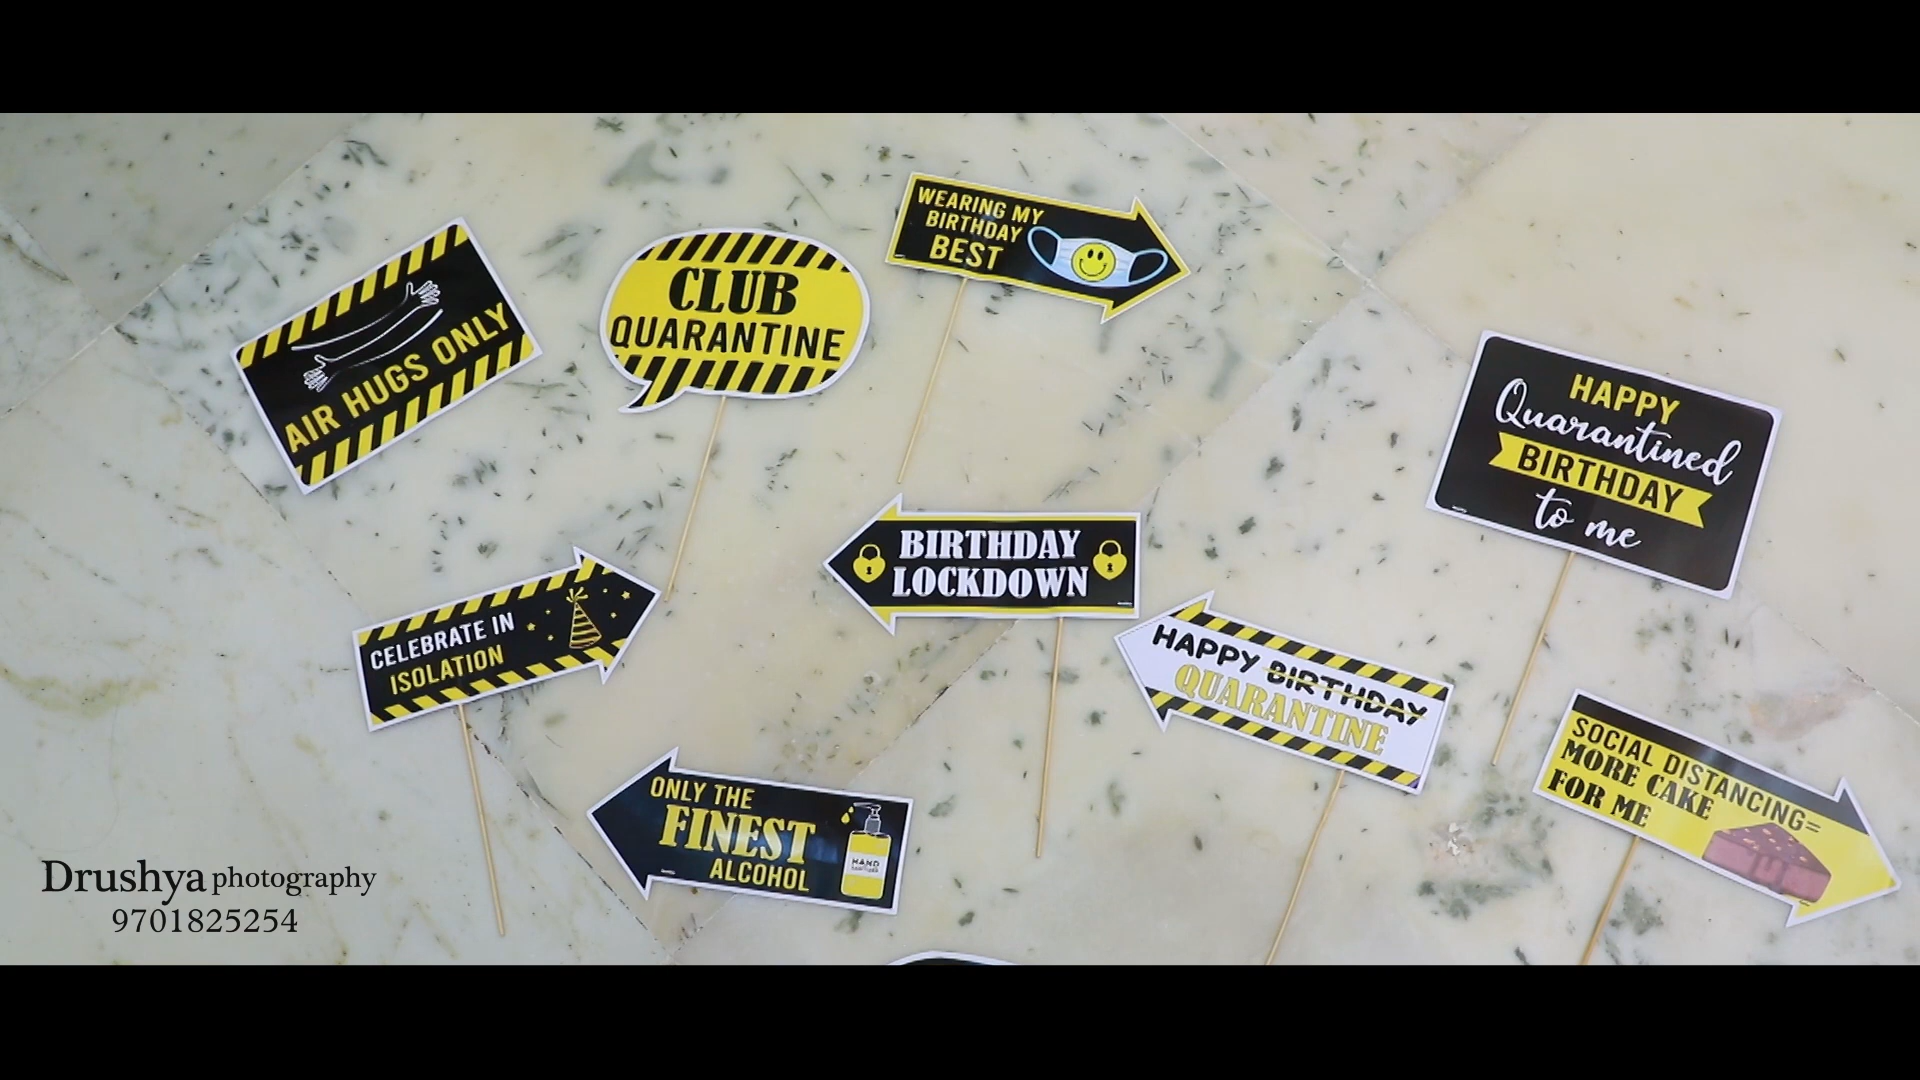 WEARING MY
BIRTHDAY
BEST
AIR HUGS ONLY
CLUB
QUARANTINE
HAPPY
Quarantined
BIRTHDAY
to me
BIRTHDAY
LOCKDOWN
CELEBRATE IN
ISOLATION
HAPPY BIRTHDAY
QUARANTINE
SOCIAL DISTANCING=
MORE CAKE
FOR ME
ONLY THE
FINEST
ALCOHOL
HAND
SANITIZER
Drushya photography
9701825254